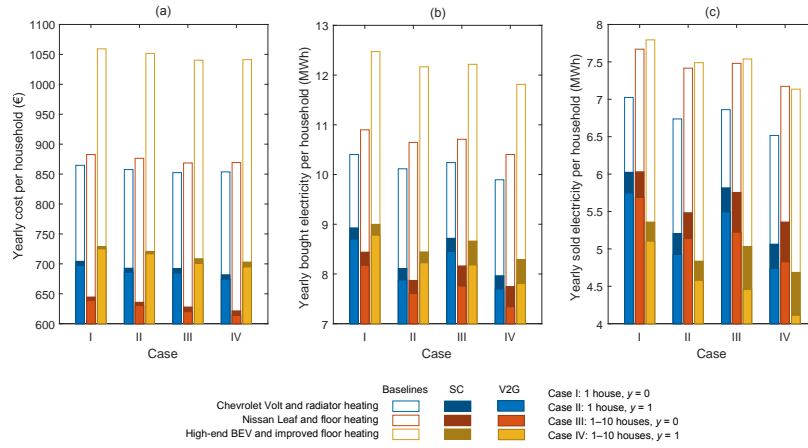 (a)
Yearly cost per household (€)
1100
1050
1000
950
900
850
800
750
700
650
600
I II III IV
Case
(b)
Yearly bought electricity per household (MWh)
13
12
11
10
9
8
7
I II III IV
Case
(c)
Yearly sold electricity per household (MWh)
8
7.5
7
6.5
6
5.5
5
4.5
4
I II III IV
Case
Baselines SC V2G
Chevrolet Volt and radiator heating
Nissan Leaf and floor heating
High-end BEV and improved floor heating
Case I: 1 house, y = 0
Case II: 1 house, y = 1
Case III: 1–10 houses, y = 0
Case IV: 1–10 houses, y = 1